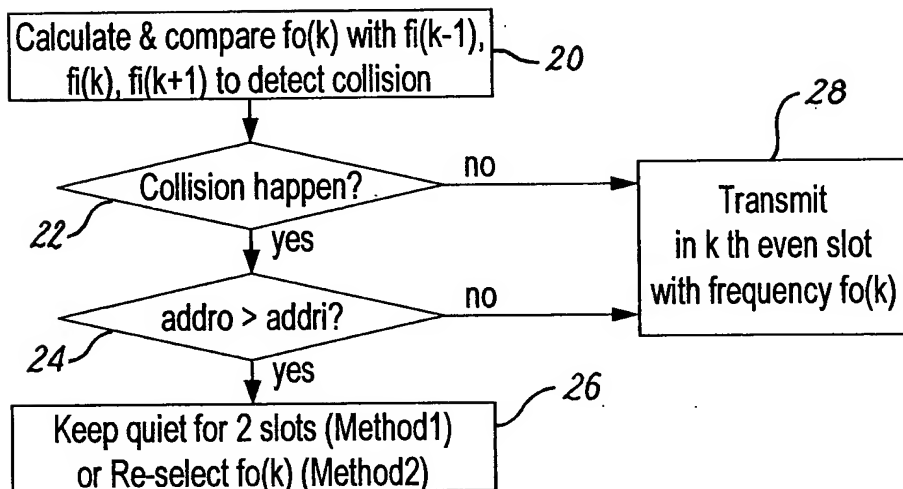 Calculate & compare fo(k) with fi(k-1),
fi(k), fi(k+1) to detect collision
20
28
Collision happen?
no
22
yes
Transmit
in k th even slot
with frequency fo(k)
addro > addri?
no
24
yes
26
Keep quiet for 2 slots (Method1)
or Re-select fo(k) (Method2)